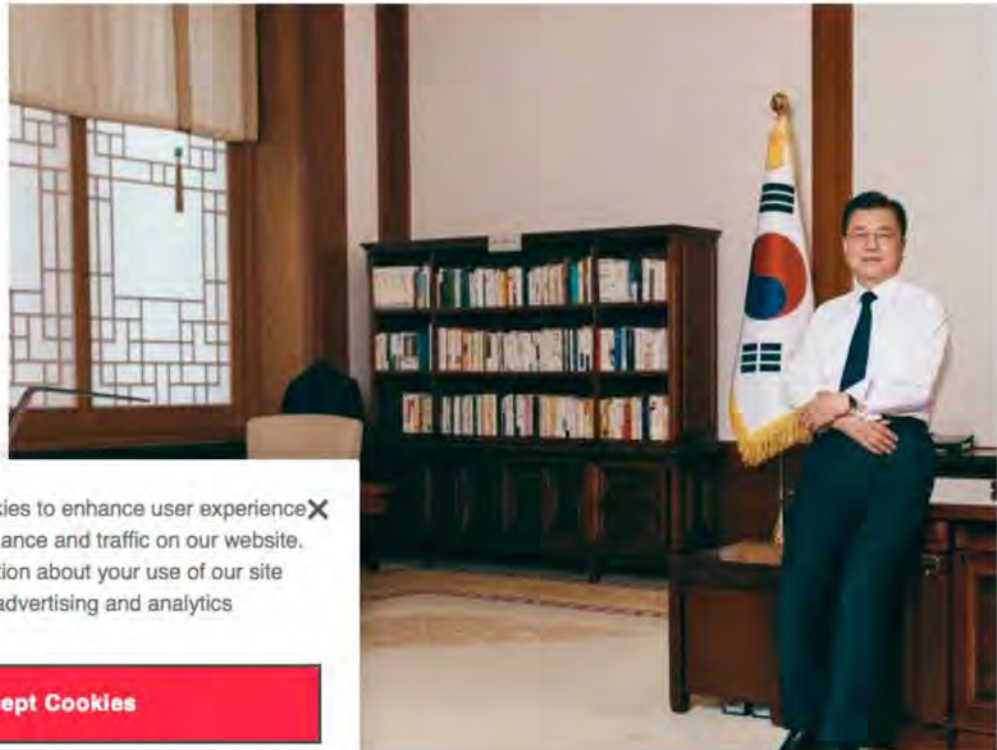 kies to enhance user experience
ance and traffic on our website.
tion about your use of our site
advertising and analytics
ept Cookies